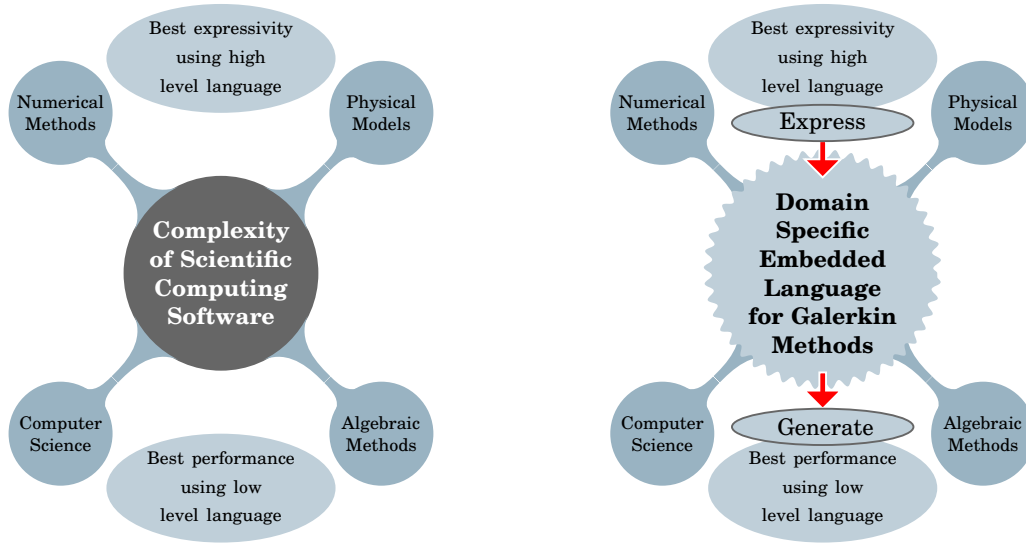 Best expressivity
using high
level language
Numerical
Methods
Physical
Models
Complexity
of Scientific
Computing
Software
Computer
Science
Algebraic
Methods
Best performance
using low
level language
Best expressivity
using high
level language
Numerical
Methods
Express
Physical
Models
Domain
Specific
Embedded
Language
for Galerkin
Methods
Computer
Science
Generate
Algebraic
Methods
Best performance
using low
level language